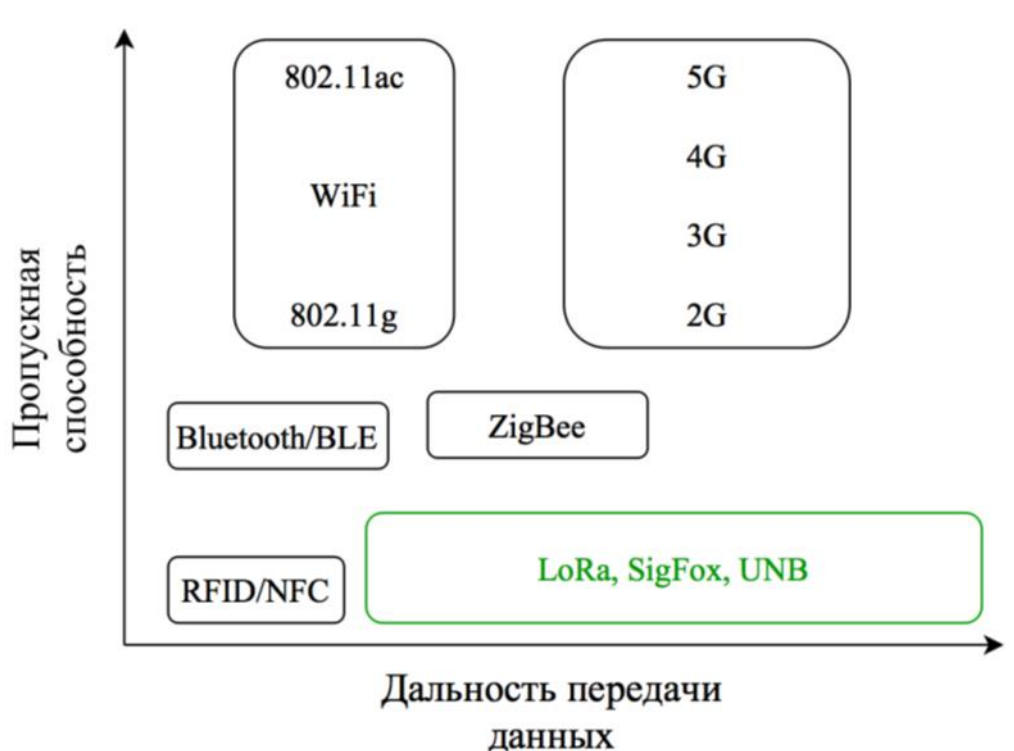 Пропускная
способность
802.11ac
WiFi
802.11g
5G
4G
3G
2G
Bluetooth/BLE
ZigBee
RFID/NFC
LoRa, SigFox, UNB
Дальность передачи
данных